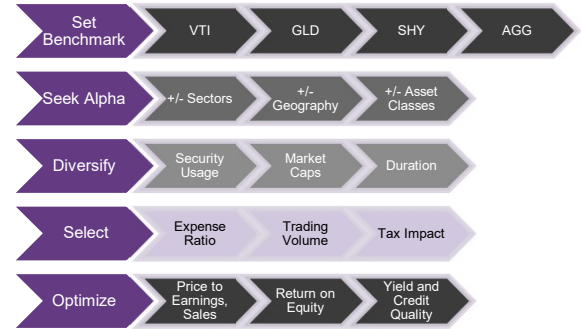 Set
Benchmark
VTI
GLD
SHY
AGG
Seek Alpha
+/- Sectors
+/-
Geography
+/- Asset
Classes
Diversify
Security
Usage
Market
Caps
Duration
Select
Expense
Ratio
Trading
Volume
Tax Impact
Optimize
Price to
Earnings,
Sales
Return on
Equity
Yield and
Credit
Quality